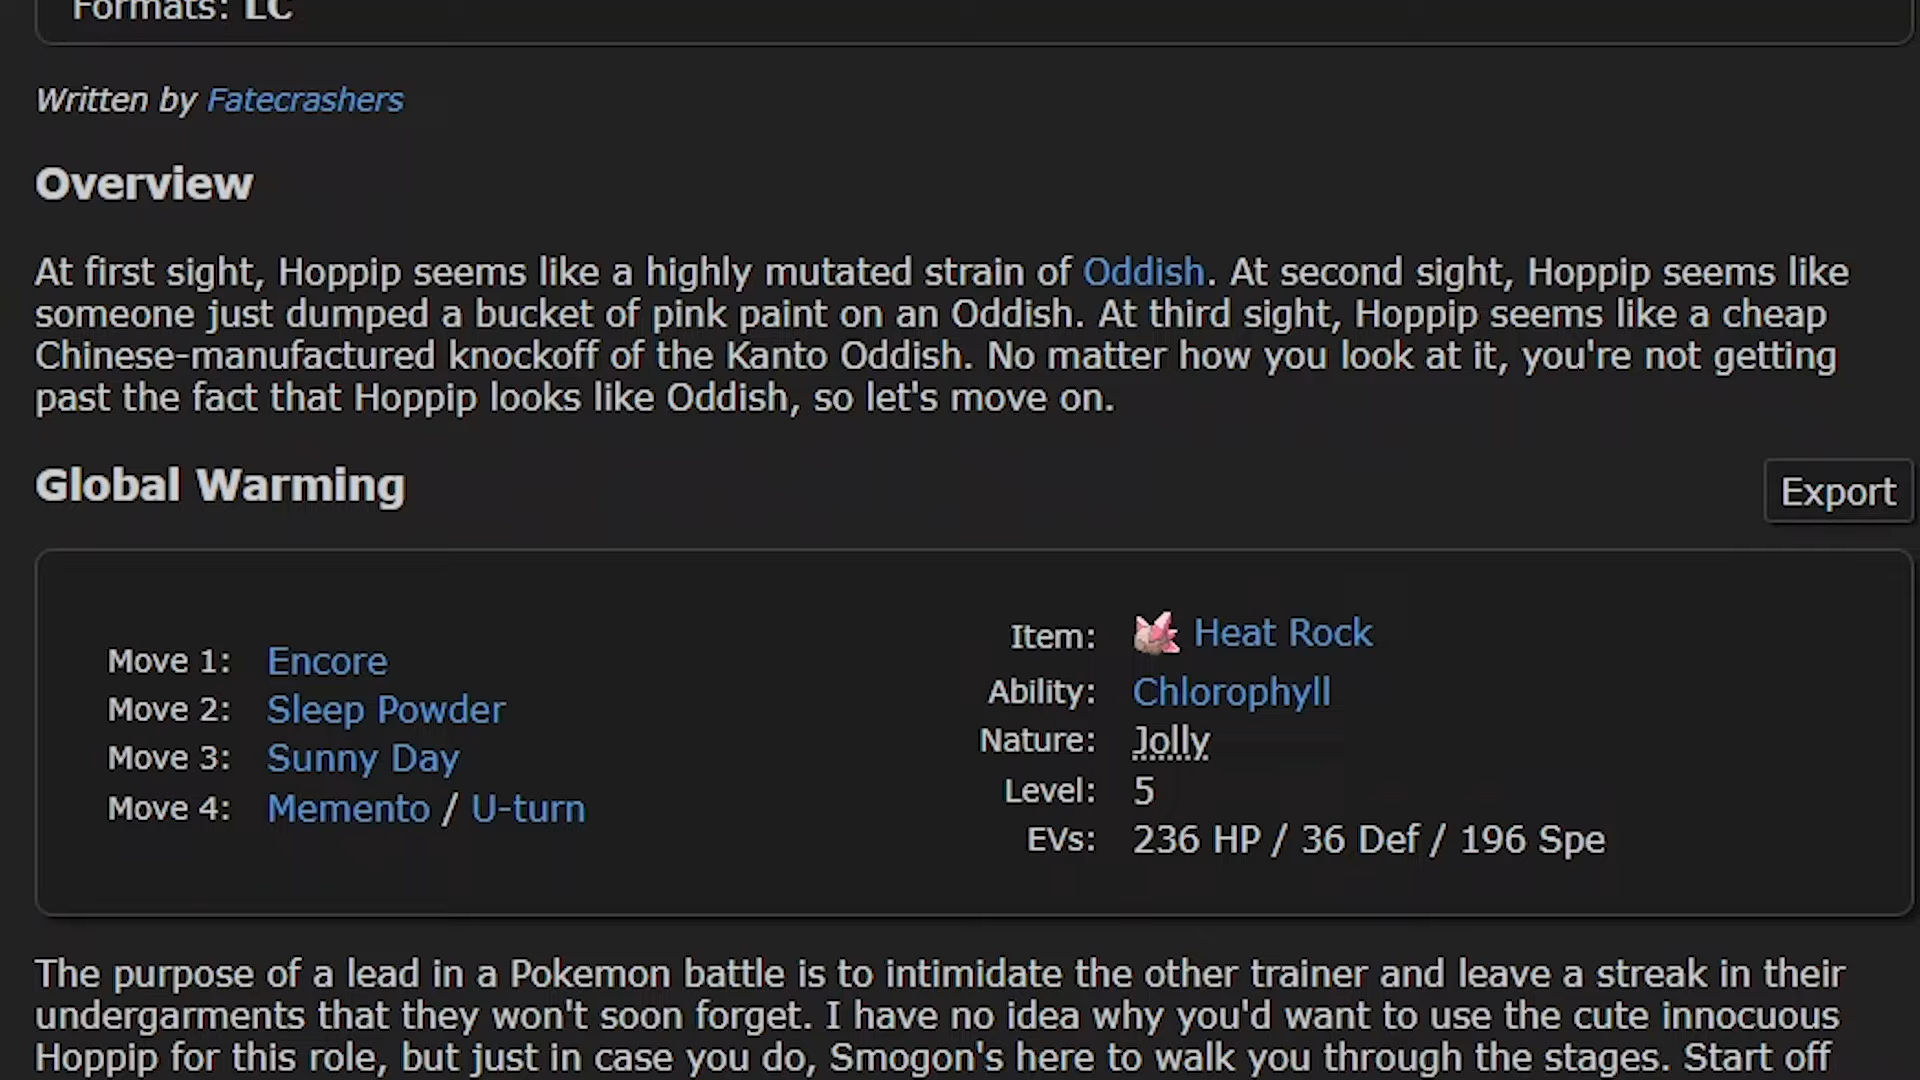 Formats: LC
Written by Fatecrashers
Overview
At first sight, Hoppip seems like a highly mutated strain of Oddish. At second sight, Hoppip seems like
someone just dumped a bucket of pink paint on an Oddish. At third sight, Hoppip seems like a cheap
Chinese-manufactured knockoff of the Kanto Oddish. No matter how you look at it, you're not getting
past the fact that Hoppip looks like Oddish, so let's move on.
Global Warming
Export
Move 1: Encore
Move 2: Sleep Powder
Move 3: Sunny Day
Move 4: Memento / U-turn
Item: Heat Rock
Ability: Chlorophyll
Nature: Jolly
Level: 5
EVs: 236 HP / 36 Def / 196 Spe
The purpose of a lead in a Pokemon battle is to intimidate the other trainer and leave a streak in their
undergarments that they won't soon forget. I have no idea why you'd want to use the cute innocuous
Hoppip for this role, but just in case you do, Smogon's here to walk you through the stages. Start off